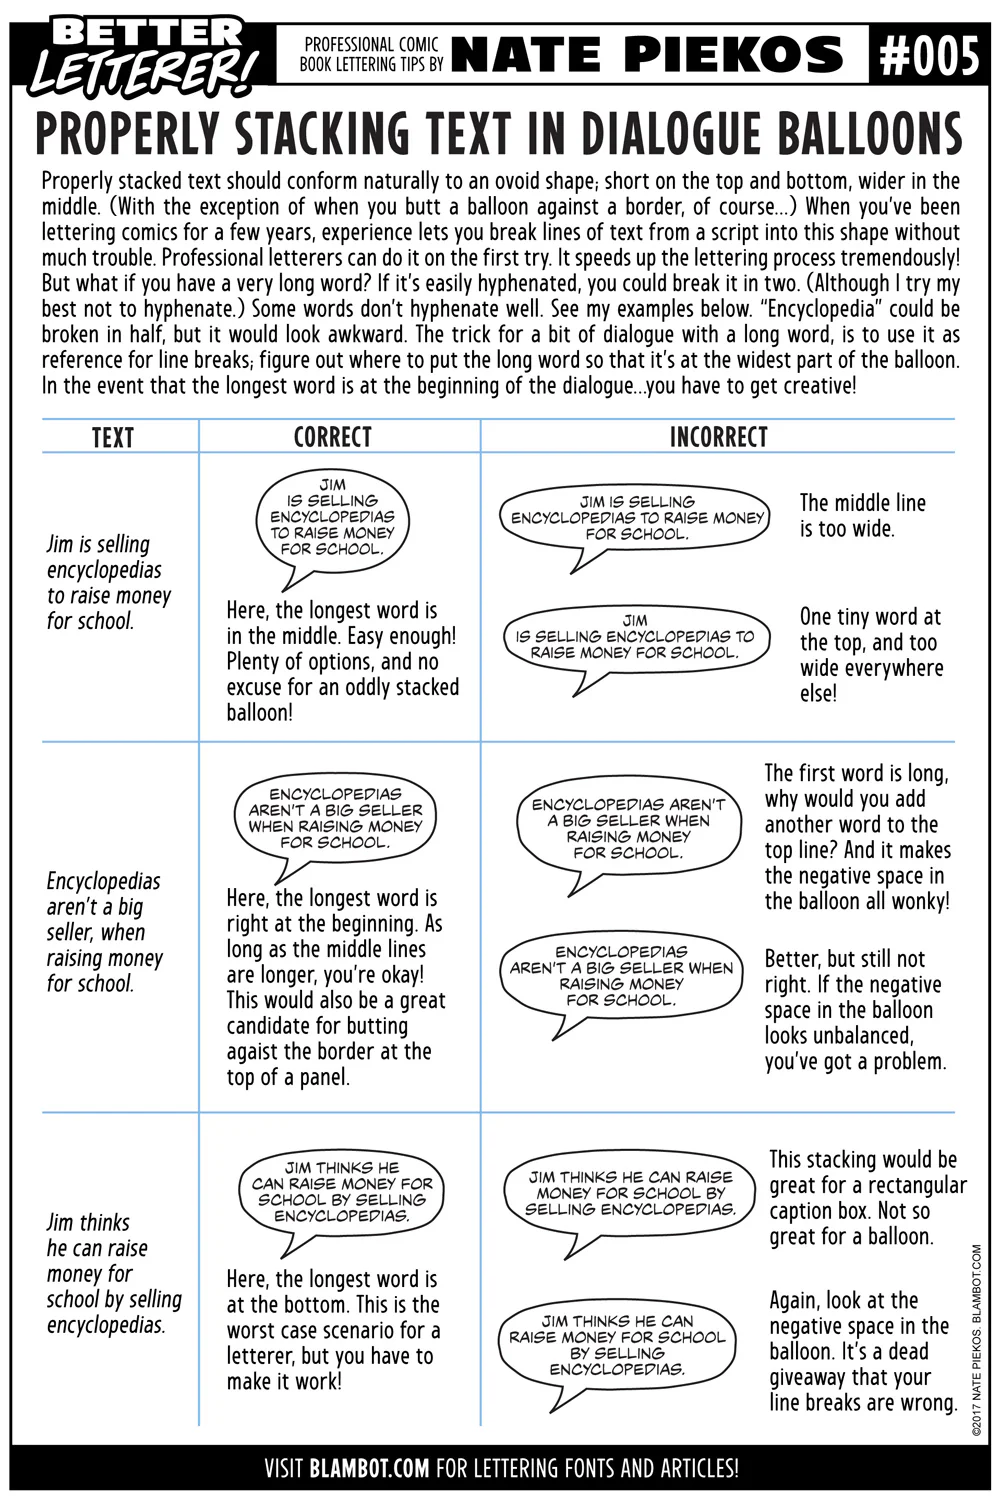 BETTER
LETTERER!
PROFESSIONAL COMIC
BOOK LETTERING TIPS BY
NATE PIEKOS
#005
PROPERLY STACKING TEXT IN DIALOGUE BALLOONS
Properly stacked text should conform naturally to an ovoid shape; short on the top and bottom, wider in the
middle. (With the exception of when you butt a balloon against a border, of course...) When you've been
lettering comics for a few years, experience lets you break lines of text from a script into this shape without
much trouble. Professional letterers can do it on the first try. It speeds up the lettering process tremendously!
But what if you have a very long word? If it's easily hyphenated, you could break it in two. (Although I try my
best not to hyphenate.) Some words don't hyphenate well. See my examples below. “Encyclopedia” could be
broken in half, but it would look awkward. The trick for a bit of dialogue with a long word, is to use it as
reference for line breaks; figure out where to put the long word so that it's at the widest part of the balloon.
In the event that the longest word is at the beginning of the dialogue...you have to get creative!
TEXT
CORRECT
INCORRECT
Jim is selling
encyclopedias
to raise money
for school.
JIM
IS SELLING
ENCYCLOPEDIAS
TO RAISE MONEY
FOR SCHOOL.
Here, the longest word is
in the middle. Easy enough!
Plenty of options, and no
excuse for an oddly stacked
balloon!
JIM IS SELLING
ENCYCLOPEDIAS TO RAISE MONEY
FOR SCHOOL.
The middle line
is too wide.
JIM
IS SELLING ENCYCLOPEDIAS TO
RAISE MONEY FOR SCHOOL.
One tiny word at
the top, and too
wide everywhere
else!
Encyclopedias
aren't a big
seller, when
raising money
for school.
ENCYCLOPEDIAS
AREN'T A BIG SELLER
WHEN RAISING MONEY
FOR SCHOOL.
Here, the longest word is
right at the beginning. As
long as the middle lines
are longer, you're okay!
This would also be a great
candidate for butting
agaist the border at the
top of a panel.
ENCYCLOPEDIAS AREN'T
A BIG SELLER WHEN
RAISING MONEY
FOR SCHOOL.
The first word is long,
why would you add
another word to the
top line? And it makes
the negative space in
the balloon all wonky!
ENCYCLOPEDIAS
AREN'T A BIG SELLER WHEN
RAISING MONEY
FOR SCHOOL.
Better, but still not
right. If the negative
space in the balloon
looks unbalanced,
you've got a problem.
Jim thinks
he can raise
money for
school by selling
encyclopedias.
JIM THINKS HE
CAN RAISE MONEY FOR
SCHOOL BY SELLING
ENCYCLOPEDIAS.
Here, the longest word is
at the bottom. This is the
worst case scenario for a
letterer, but you have to
make it work!
JIM THINKS HE CAN RAISE
MONEY FOR SCHOOL BY
SELLING ENCYCLOPEDIAS.
This stacking would be
great for a rectangular
caption box. Not so
great for a balloon.
JIM THINKS HE CAN
RAISE MONEY FOR SCHOOL
BY SELLING
ENCYCLOPEDIAS.
Again, look at the
negative space in the
balloon. It's a dead
giveaway that your
line breaks are wrong.
©2017 NATE PIEKOS. BLAMBOT.COM
VISIT BLAMBOT.COM FOR LETTERING FONTS AND ARTICLES!